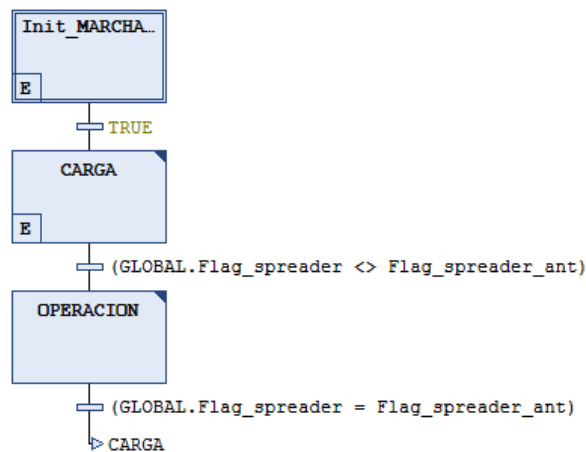 Init_MARCHA…
E
TRUE
CARGA
E
(GLOBAL.Flag_spreader <> Flag_spreader_ant)
OPERACION
(GLOBAL.Flag_spreader = Flag_spreader_ant)
CARGA